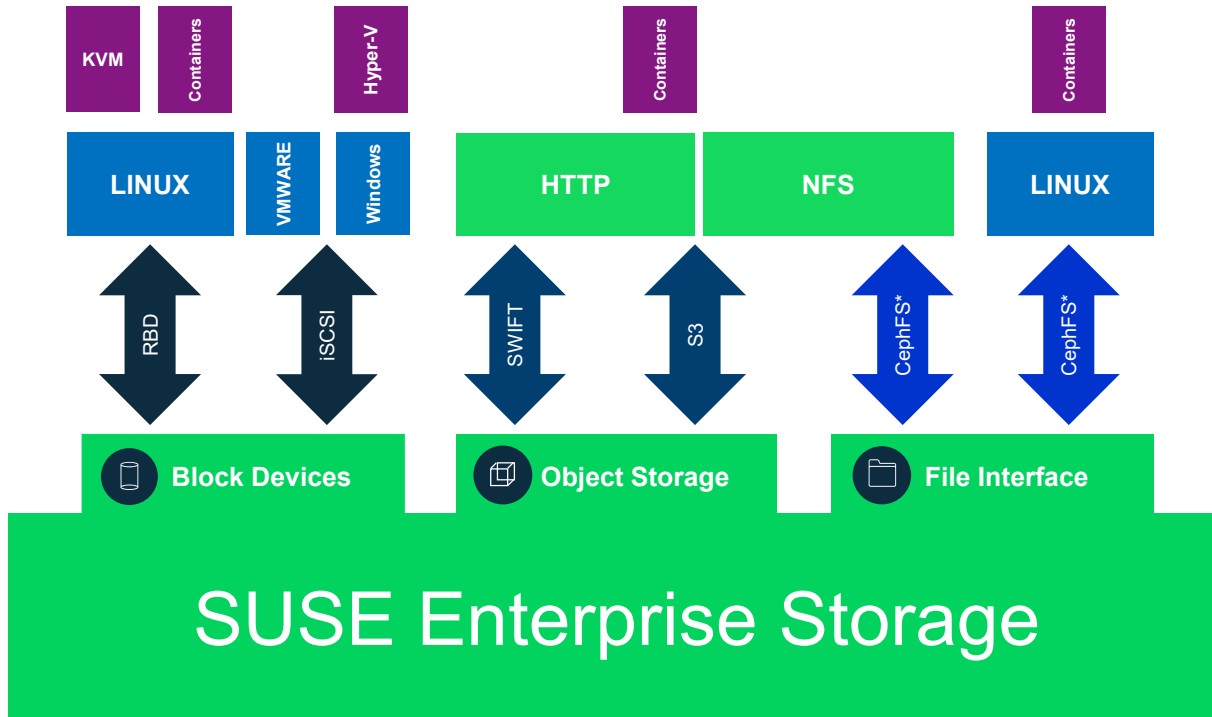 KVM
Containers
Hyper-V
Containers
Containers
LINUX
VMWARE
Windows
HTTP
NFS
LINUX
RBD
iSCSI
SWIFT
S3
CephFS*
CephFS*
Block Devices
Object Storage
File Interface
SUSE Enterprise Storage